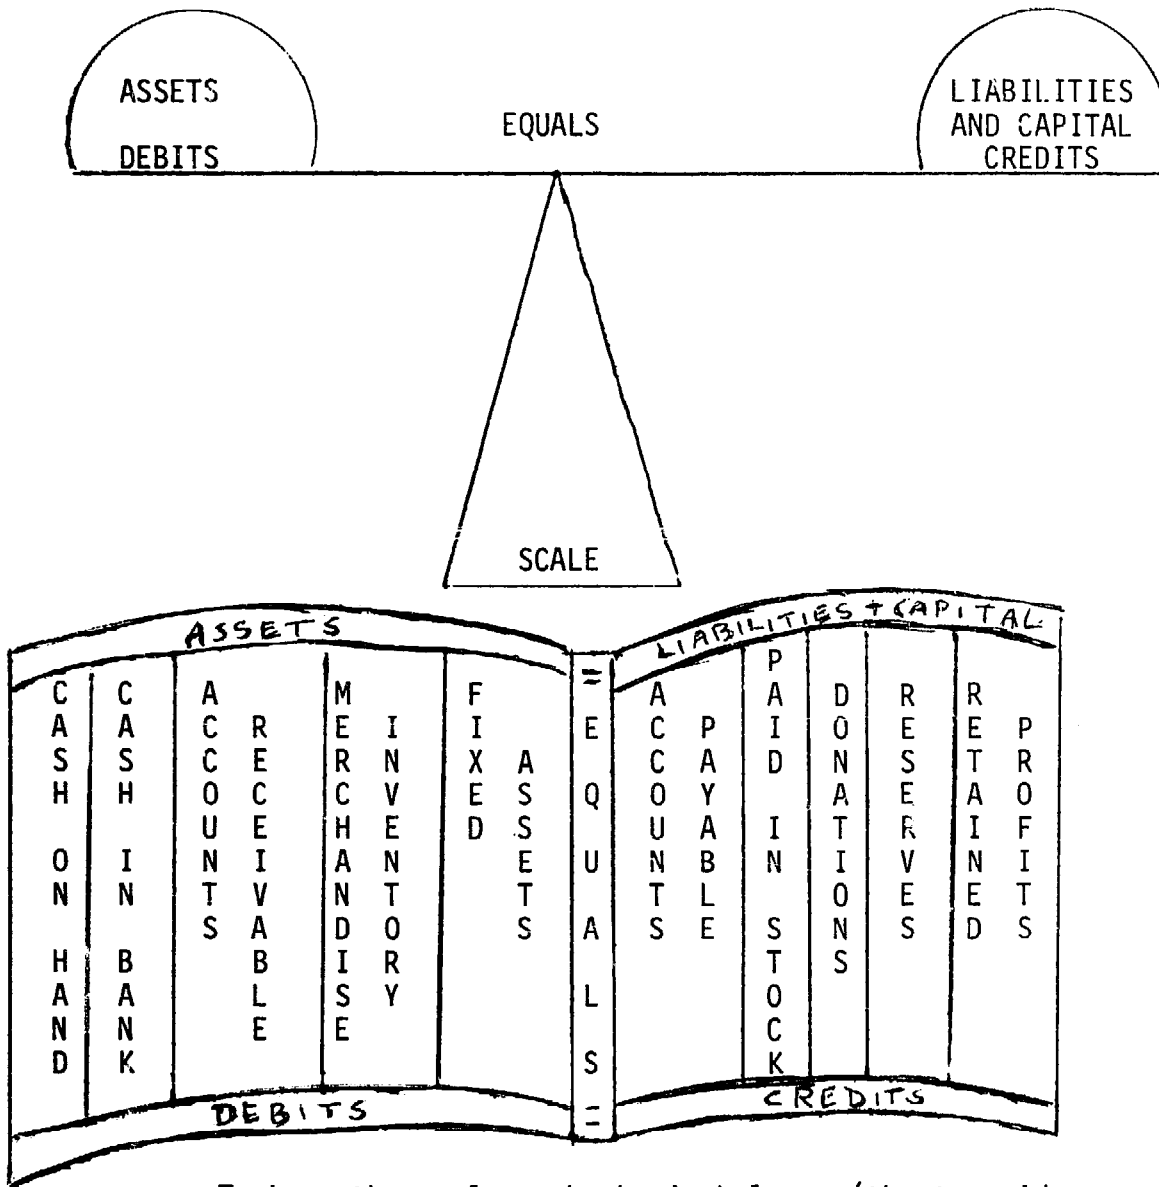 ASSETS
DEBITS
EQUALS
LIABILITIES
AND CAPITAL
CREDITS
SCALE
ASSETS
CASH ON HAND
CASH IN BANK
ACCOUNTS
RECEIVABLE
MERCHANDISE
INVENTORY
FIXED
ASSETS
DEBITS
= EQUALS =
LIABILITIES + CAPITAL
ACCOUNTS
PAYABLE
PAID IN STOCK
DONATIONS
RESERVES
RETAINED
PROFITS
CREDITS